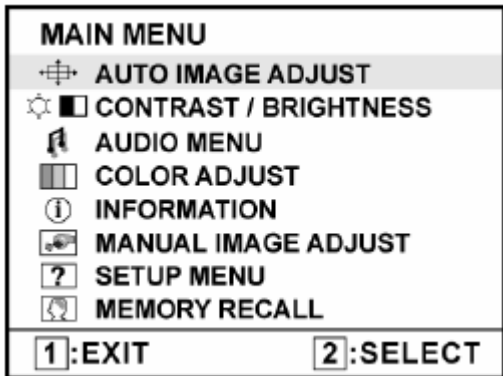 MAIN MENU
AUTO IMAGE ADJUST
CONTRAST / BRIGHTNESS
AUDIO MENU
COLOR ADJUST
INFORMATION
MANUAL IMAGE ADJUST
? SETUP MENU
MEMORY RECALL
1:EXIT 2:SELECT